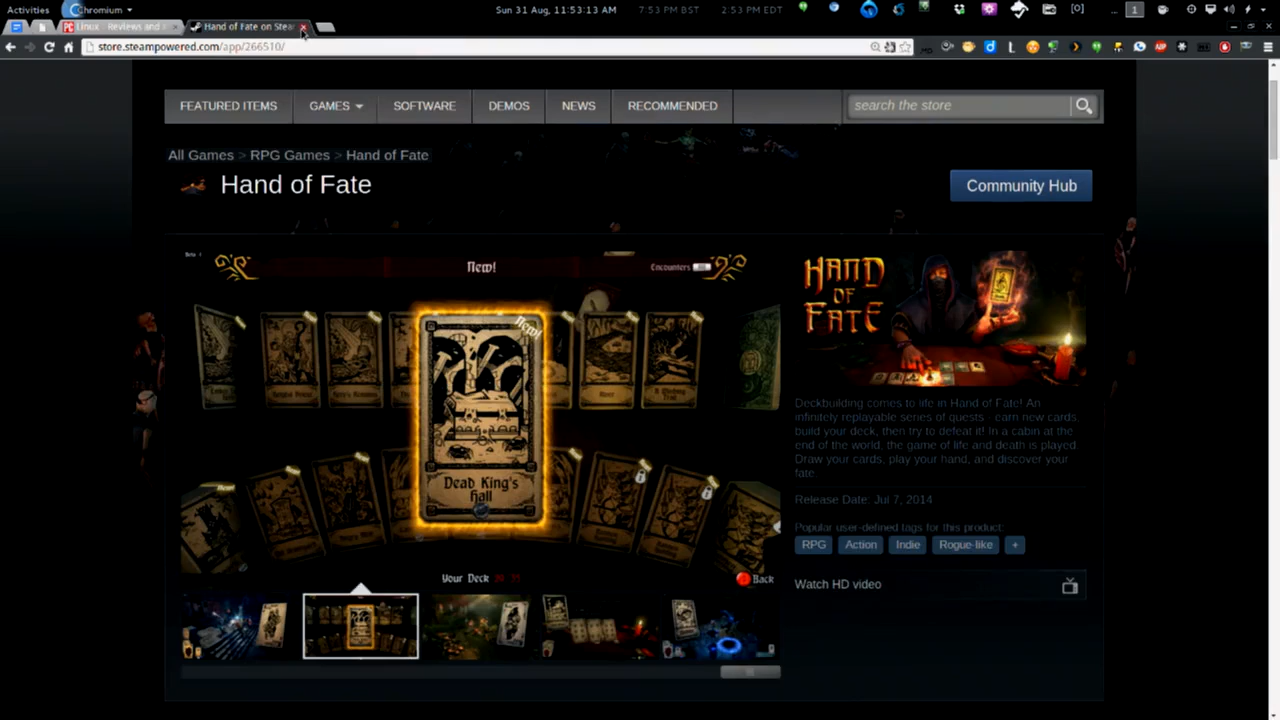 Activities Chromium Sun 31 Aug, 11:53:13 AM 7:53 PM BST 2:53 PM EDT 1
Linux - Reviews and Hand of Fate on Stea
store.steampowered.com/app/266510/
FEATURED ITEMS GAMES SOFTWARE DEMOS NEWS RECOMMENDED search the store
All Games > RPG Games > Hand of Fate
Hand of Fate
Community Hub
New!
Encounters
New!
Dead King's
Hall
Your Deck
Back
HAND
OF
FATE
Deckbuilding comes to life in Hand of Fate! An
infinitely replayable series of quests - earn new cards,
build your deck, then try to defeat it! In a cabin at the
end of the world, the game of life and death is played.
Draw your cards, play your hand, and discover your
fate.
Release Date: Jul 7, 2014
Popular user-defined tags for this product:
RPG Action Indie Rogue-like +
Watch HD video